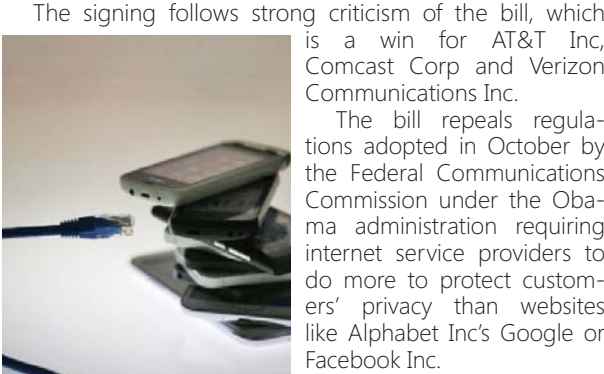 The signing follows strong criticism of the bill, which
is a win for AT&T Inc,
Comcast Corp and Verizon
Communications Inc.
The bill repeals regula-
tions adopted in October by
the Federal Communications
Commission under the Oba-
ma administration requiring
internet service providers to
do more to protect custom-
ers’ privacy than websites
like Alphabet Inc’s Google or
Facebook Inc.